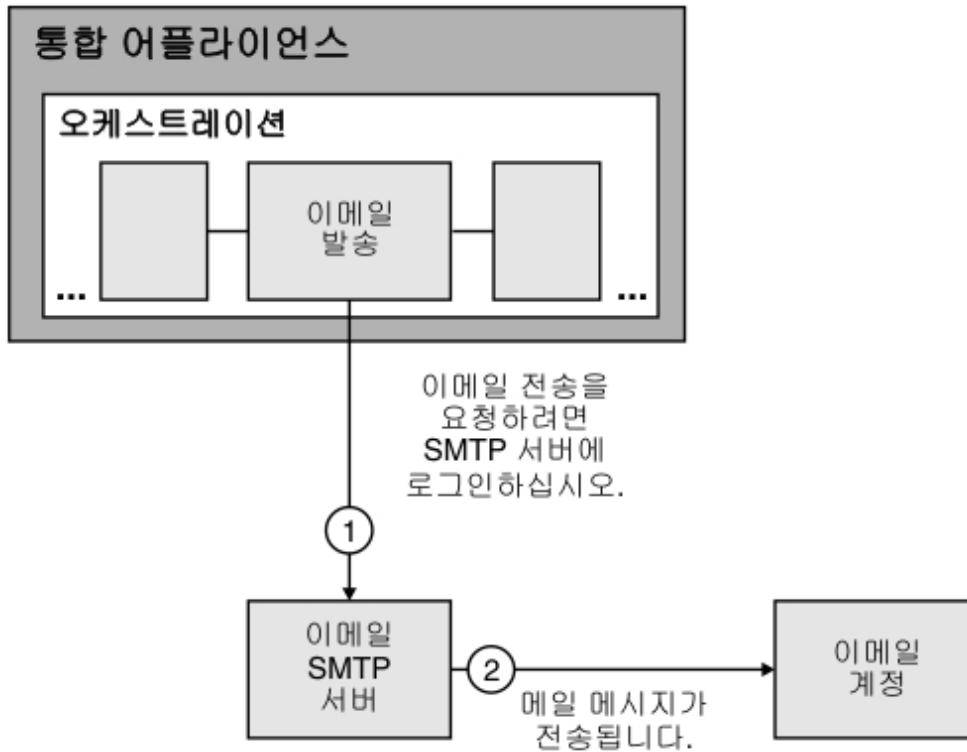 통합 어플라이언스
오케스트레이션
이메일
발송
...
...
이메일 전송을
요청하려면
SMTP 서버에
로그인하십시오.
1
이메일
SMTP
서버
2
메일 메시지가
전송됩니다.
이메일
계정